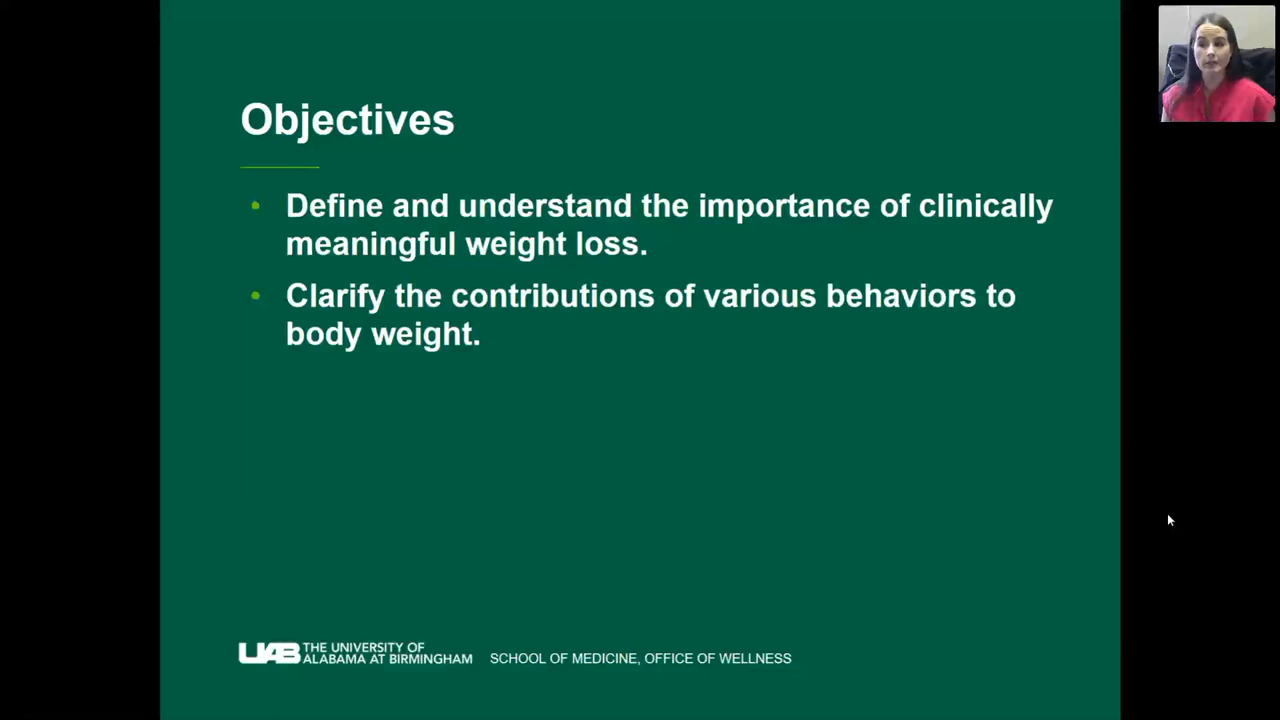 Objectives
• Define and understand the importance of clinically
meaningful weight loss.
• Clarify the contributions of various behaviors to
body weight.
UAB THE UNIVERSITY OF
ALABAMA AT BIRMINGHAM
SCHOOL OF MEDICINE, OFFICE OF WELLNESS